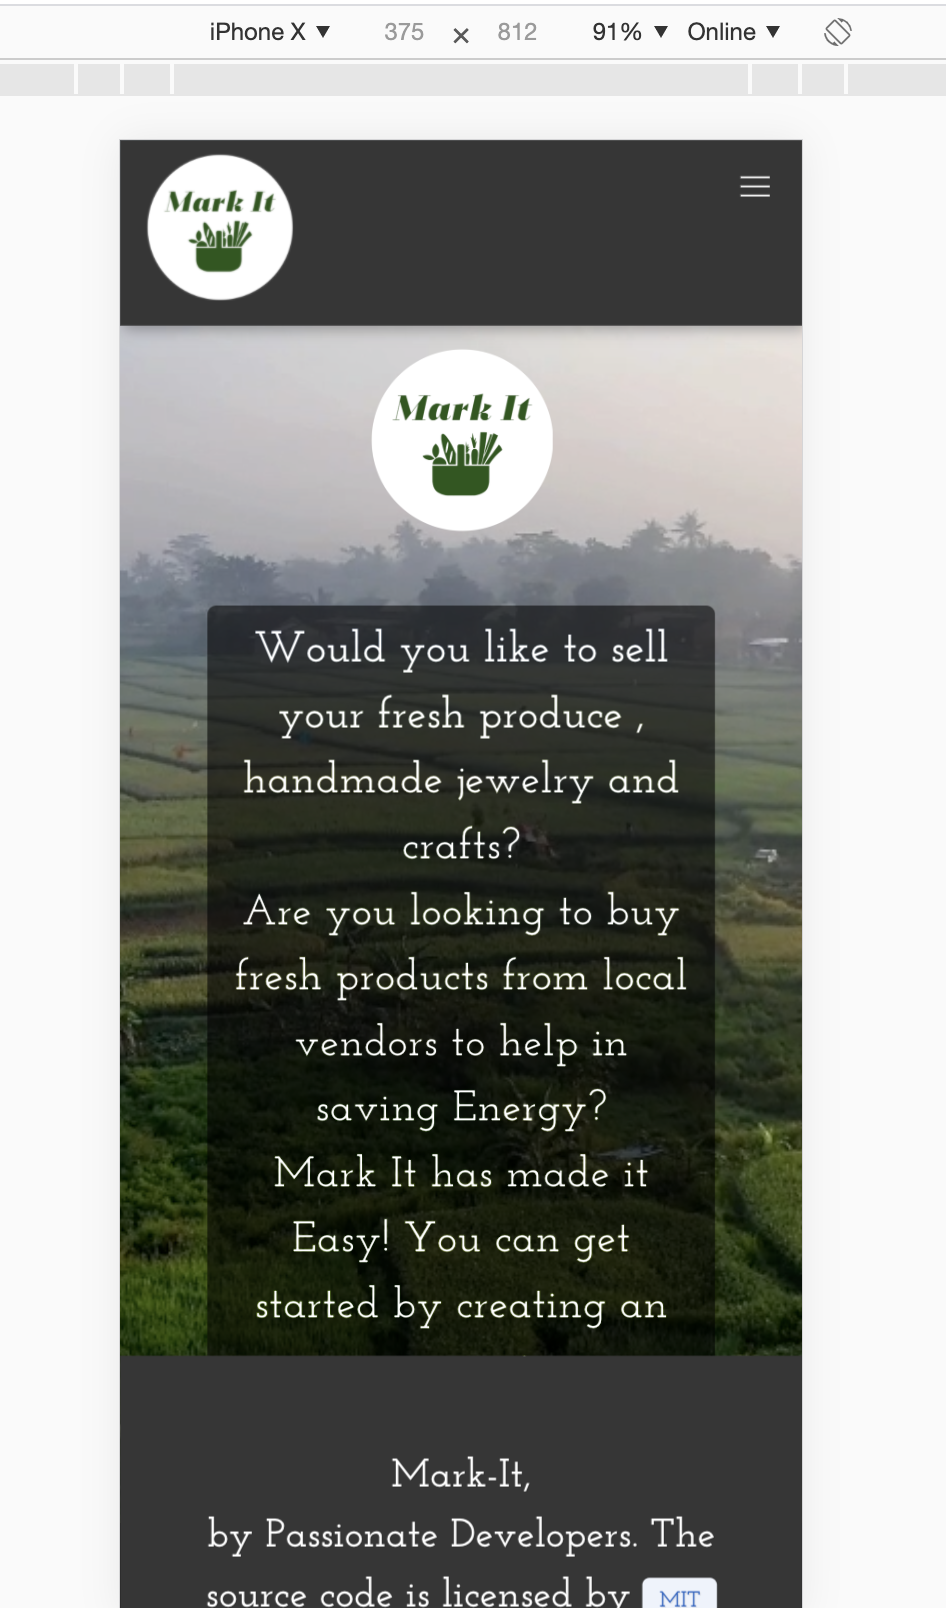 iPhone X ▼ 375 × 812 91% ▼ Online ▼
Mark It
Mark It
Would you like to sell
your fresh produce ,
handmade jewelry and
crafts?
Are you looking to buy
fresh products from local
vendors to help in
saving Energy?
Mark It has made it
Easy! You can get
started by creating an
Mark-It,
by Passionate Developers. The
source code is licensed by MIT